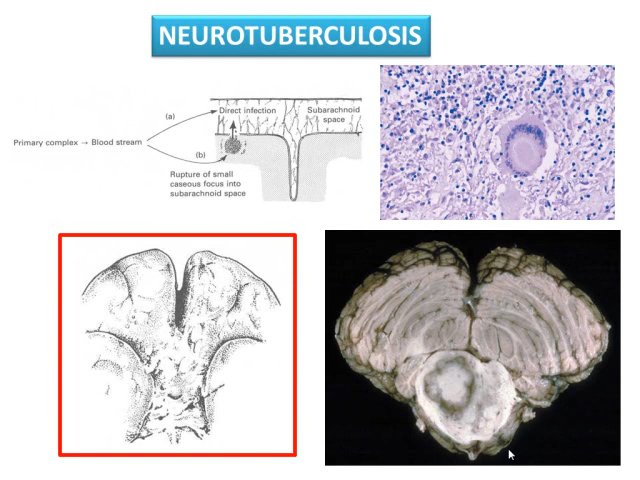 NEUROTUBERCULOSIS
(a)
Direct infection
Subarachnoid
space
Primary complex → Blood stream
(b)
Rupture of small
caseous focus into
subarachnoid space